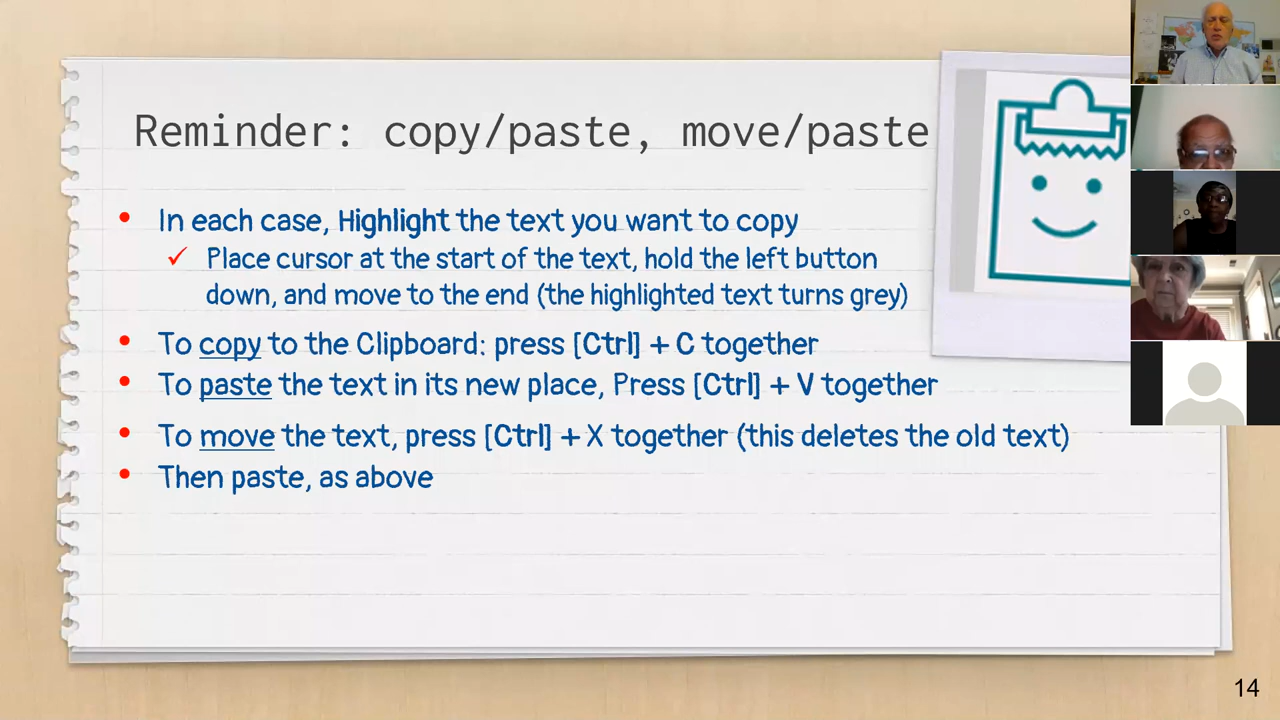 Reminder: copy/paste, move/paste
• In each case, Highlight the text you want to copy
✓ Place cursor at the start of the text, hold the left button
down, and move to the end (the highlighted text turns grey)
• To copy to the Clipboard: press [Ctrl] + C together
• To paste the text in its new place, Press [Ctrl] + V together
• To move the text, press [Ctrl] + X together (this deletes the old text)
• Then paste, as above
14